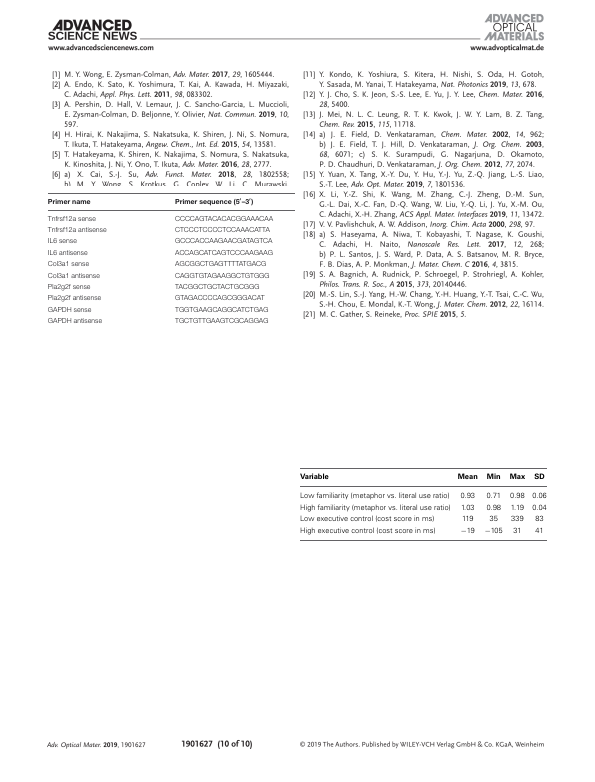 ADVANCED
SCIENCE NEWS
www.advancedsciencenews.com
ADVANCED
OPTICAL
MATERIALS
www.advopticalmat.de
[1] M. Y. Wong, E. Zysman-Colman, Adv. Mater. 2017, 29, 1605444.
[2] A. Endo, K. Sato, K. Yoshimura, T. Kai, A. Kawada, H. Miyazaki,
C. Adachi, Appl. Phys. Lett. 2011, 98, 083302.
[3] A. Pershin, D. Hall, V. Lemaur, J. C. Sancho-Garcia, L. Muccioli,
E. Zysman-Colman, D. Beljonne, Y. Olivier, Nat. Commun. 2019, 10,
597.
[4] H. Hirai, K. Nakajima, S. Nakatsuka, K. Shiren, J. Ni, S. Nomura,
T. Ikuta, T. Hatakeyama, Angew. Chem., Int. Ed. 2015, 54, 13581.
[5] T. Hatakeyama, K. Shiren, K. Nakajima, S. Nomura, S. Nakatsuka,
K. Kinoshita, J. Ni, Y. Ono, T. Ikuta, Adv. Mater. 2016, 28, 2777.
[6] a) X. Cai, S.-J. Su, Adv. Funct. Mater. 2018, 28, 1802558;
b) M. Y. Wong, S. Krotkus, G. Copley, W. Li, C. Murawski,
Primer name Primer sequence (5′–3′)
Tnfrsf12a sense CCCCAGTACACACGGAAACAA
Tnfrsf12a antisense CTCCCTCCCCTCCAAACATTA
IL6 sense GCCCACCAAGAACGATAGTCA
IL6 antisense ACCAGCATCAGTCCCAAGAAG
Col3a1 sense AGCGGCTGAGTTTTATGACG
Col3a1 antisense CAGGTGTAGAAGGCTGTGGG
Pla2g2f sense TACGGCTGCTACTGCGGG
Pla2g2f antisense GTAGACCCCAGCGGGACAT
GAPDH sense TGGTGAAGCAGGCATCTGAG
GAPDH antisense TGCTGTTGAAGTCGCAGGAG
[11] Y. Kondo, K. Yoshiura, S. Kitera, H. Nishi, S. Oda, H. Gotoh,
Y. Sasada, M. Yanai, T. Hatakeyama, Nat. Photonics 2019, 13, 678.
[12] Y. J. Cho, S. K. Jeon, S.-S. Lee, E. Yu, J. Y. Lee, Chem. Mater. 2016,
28, 5400.
[13] J. Mei, N. L. C. Leung, R. T. K. Kwok, J. W. Y. Lam, B. Z. Tang,
Chem. Rev. 2015, 115, 11718.
[14] a) J. E. Field, D. Venkataraman, Chem. Mater. 2002, 14, 962;
b) J. E. Field, T. J. Hill, D. Venkataraman, J. Org. Chem. 2003,
68, 6071; c) S. K. Surampudi, G. Nagarjuna, D. Okamoto,
P. D. Chaudhuri, D. Venkataraman, J. Org. Chem. 2012, 77, 2074.
[15] Y. Yuan, X. Tang, X.-Y. Du, Y. Hu, Y.-J. Yu, Z.-Q. Jiang, L.-S. Liao,
S.-T. Lee, Adv. Opt. Mater. 2019, 7, 1801536.
[16] X. Li, Y.-Z. Shi, K. Wang, M. Zhang, C.-J. Zheng, D.-M. Sun,
G.-L. Dai, X.-C. Fan, D.-Q. Wang, W. Liu, Y.-Q. Li, J. Yu, X.-M. Ou,
C. Adachi, X.-H. Zhang, ACS Appl. Mater. Interfaces 2019, 11, 13472.
[17] V. V. Pavlishchuk, A. W. Addison, Inorg. Chim. Acta 2000, 298, 97.
[18] a) S. Haseyama, A. Niwa, T. Kobayashi, T. Nagase, K. Goushi,
C. Adachi, H. Naito, Nanoscale Res. Lett. 2017, 12, 268;
b) P. L. Santos, J. S. Ward, P. Data, A. S. Batsanov, M. R. Bryce,
F. B. Dias, A. P. Monkman, J. Mater. Chem. C 2016, 4, 3815.
[19] S. A. Bagnich, A. Rudnick, P. Schroegel, P. Strohriegl, A. Kohler,
Philos. Trans. R. Soc., A 2015, 373, 20140446.
[20] M.-S. Lin, S.-J. Yang, H.-W. Chang, Y.-H. Huang, Y.-T. Tsai, C.-C. Wu,
S.-H. Chou, E. Mondal, K.-T. Wong, J. Mater. Chem. 2012, 22, 16114.
[21] M. C. Gather, S. Reineke, Proc. SPIE 2015, 5.
Variable Mean Min Max SD
Low familiarity (metaphor vs. literal use ratio) 0.93 0.71 0.98 0.06
High familiarity (metaphor vs. literal use ratio) 1.03 0.98 1.19 0.04
Low executive control (cost score in ms) 119 35 339 83
High executive control (cost score in ms) −19 −105 31 41
Adv. Optical Mater. 2019, 1901627
1901627 (10 of 10)
© 2019 The Authors. Published by WILEY-VCH Verlag GmbH & Co. KGaA, Weinheim